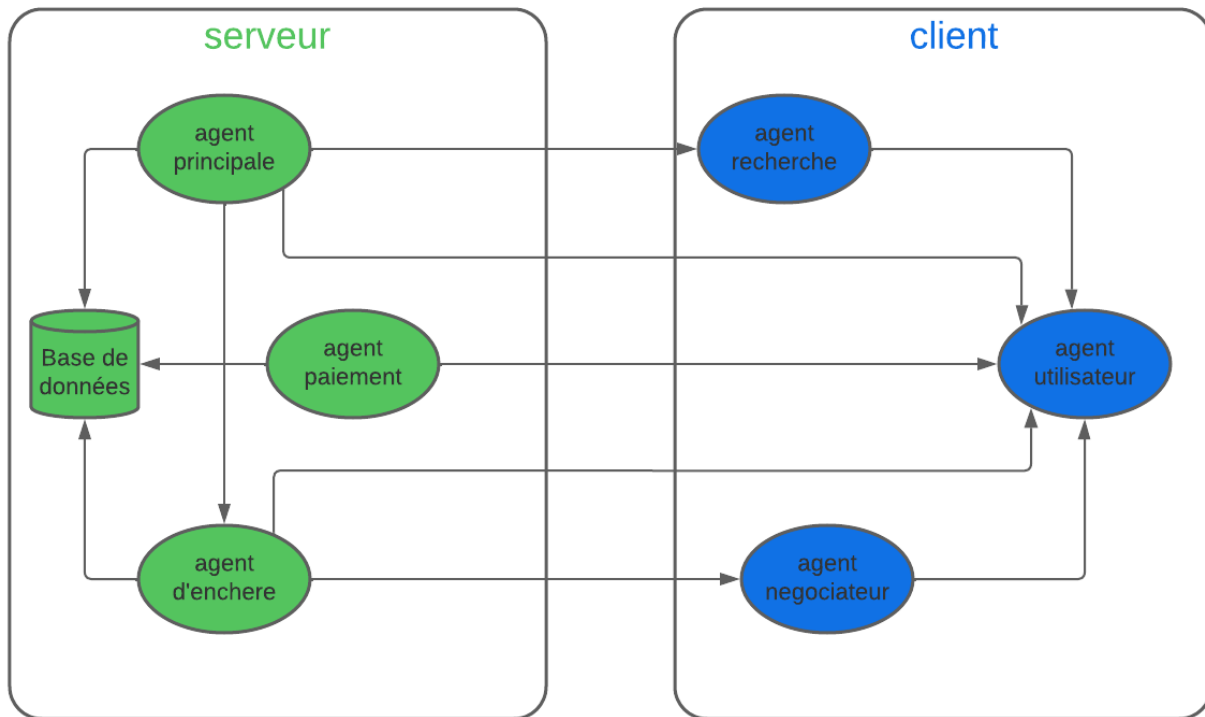 serveur
client
agent
principale
agent
recherche
Base de
données
agent
paiement
agent
utilisateur
agent
d'enchere
agent
negociateur